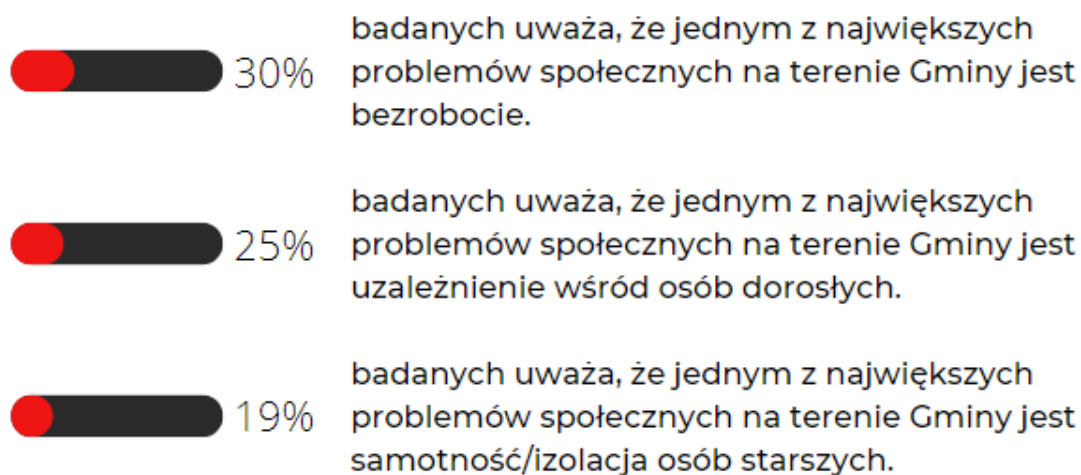 badanych uważa, że jednym z największych
30% problemów społecznych na terenie Gminy jest
bezrobocie.
badanych uważa, że jednym z największych
25% problemów społecznych na terenie Gminy jest
uzależnienie wśród osób dorosłych.
badanych uważa, że jednym z największych
19% problemów społecznych na terenie Gminy jest
samotność/izolacja osób starszych.